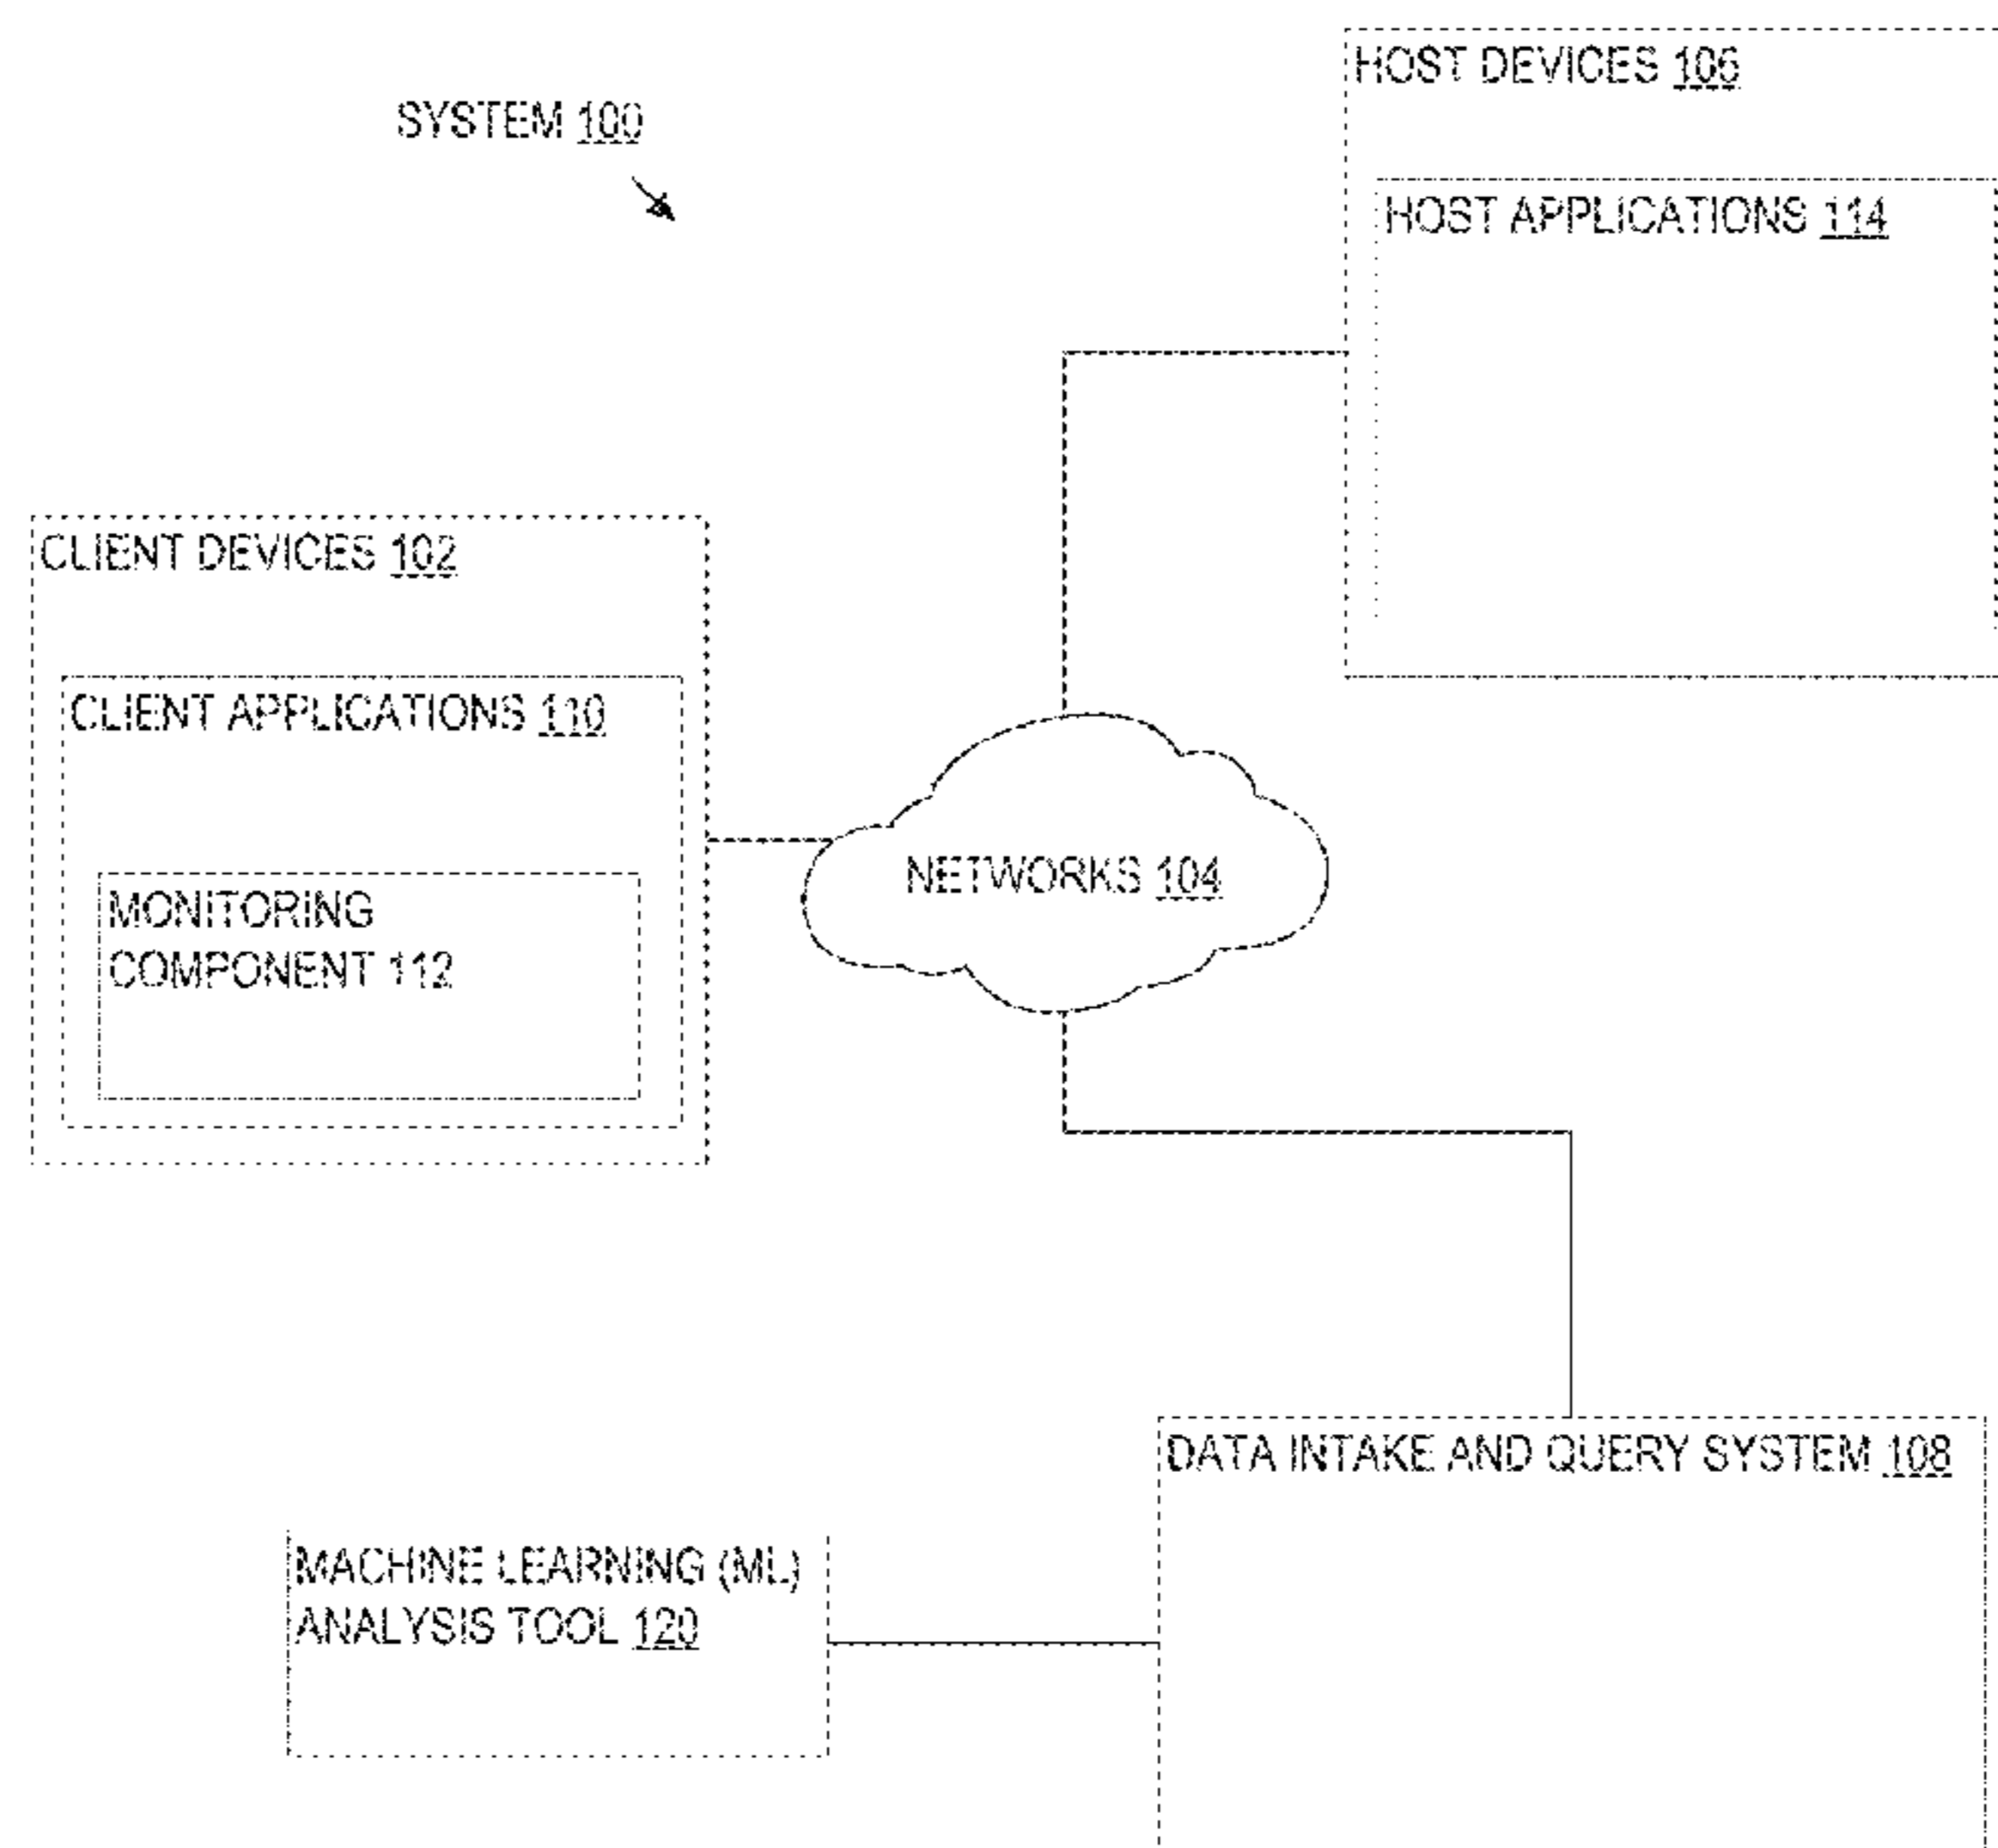 SYSTEM 100
HOST DEVICES 106
HOST APPLICATIONS 114
CLIENT DEVICES 102
CLIENT APPLICATIONS 110
MONITORING
COMPONENT 112
NETWORKS 104
DATA INTAKE AND QUERY SYSTEM 108
MACHINE LEARNING (ML)
ANALYSIS TOOL 120